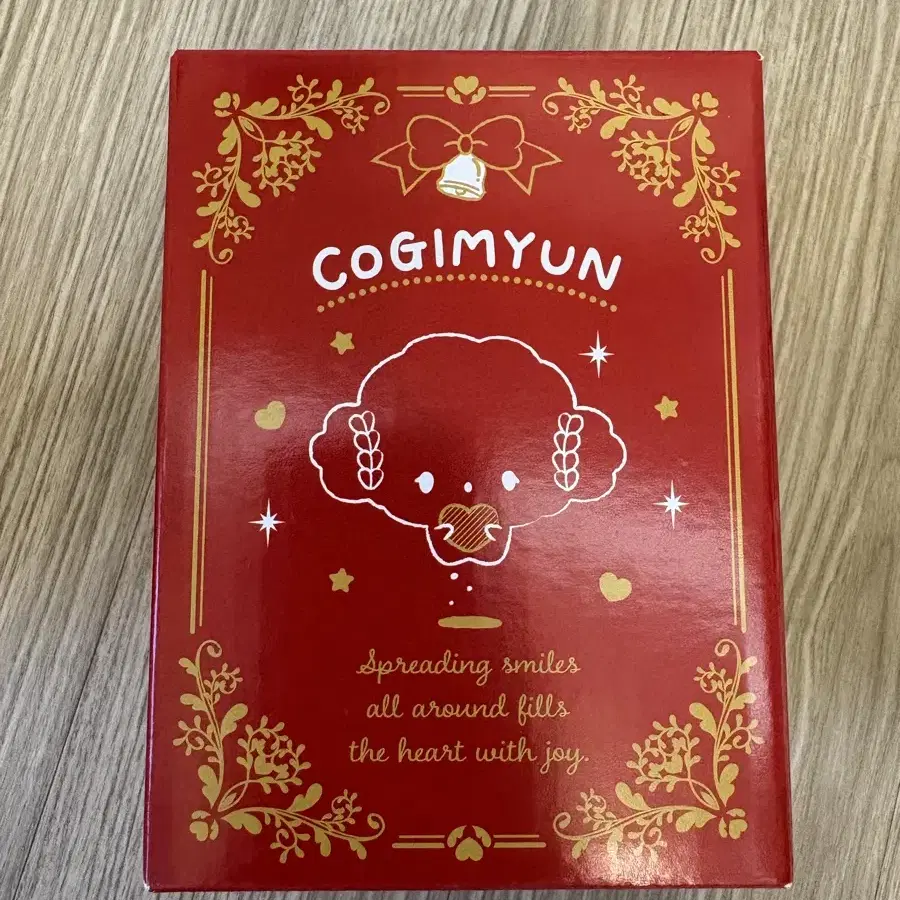 COGIMYUN
Spreading smiles
all around fills
the heart with joy.